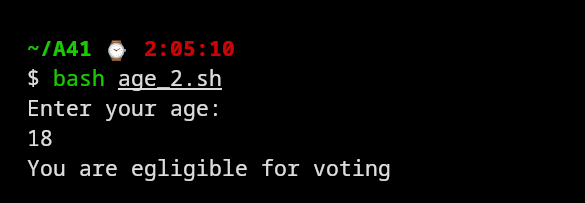 ~/A41 ⌚ 2:05:10
$ bash age_2.sh
Enter your age:
18
You are egligible for voting